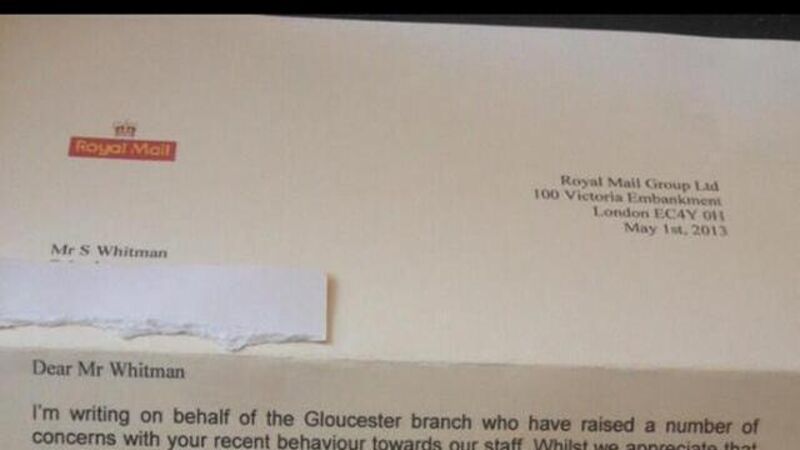 Royal Mail
Royal Mail Group Ltd
100 Victoria Embankment
London EC4Y
May 1st, 2013
Mr S Whitman
Dear Mr Whitman
I'm writing on behalf of the Gloucester branch who have raised a number of
concerns with your recent behaviour towards our staff. Whilst we appreciate that